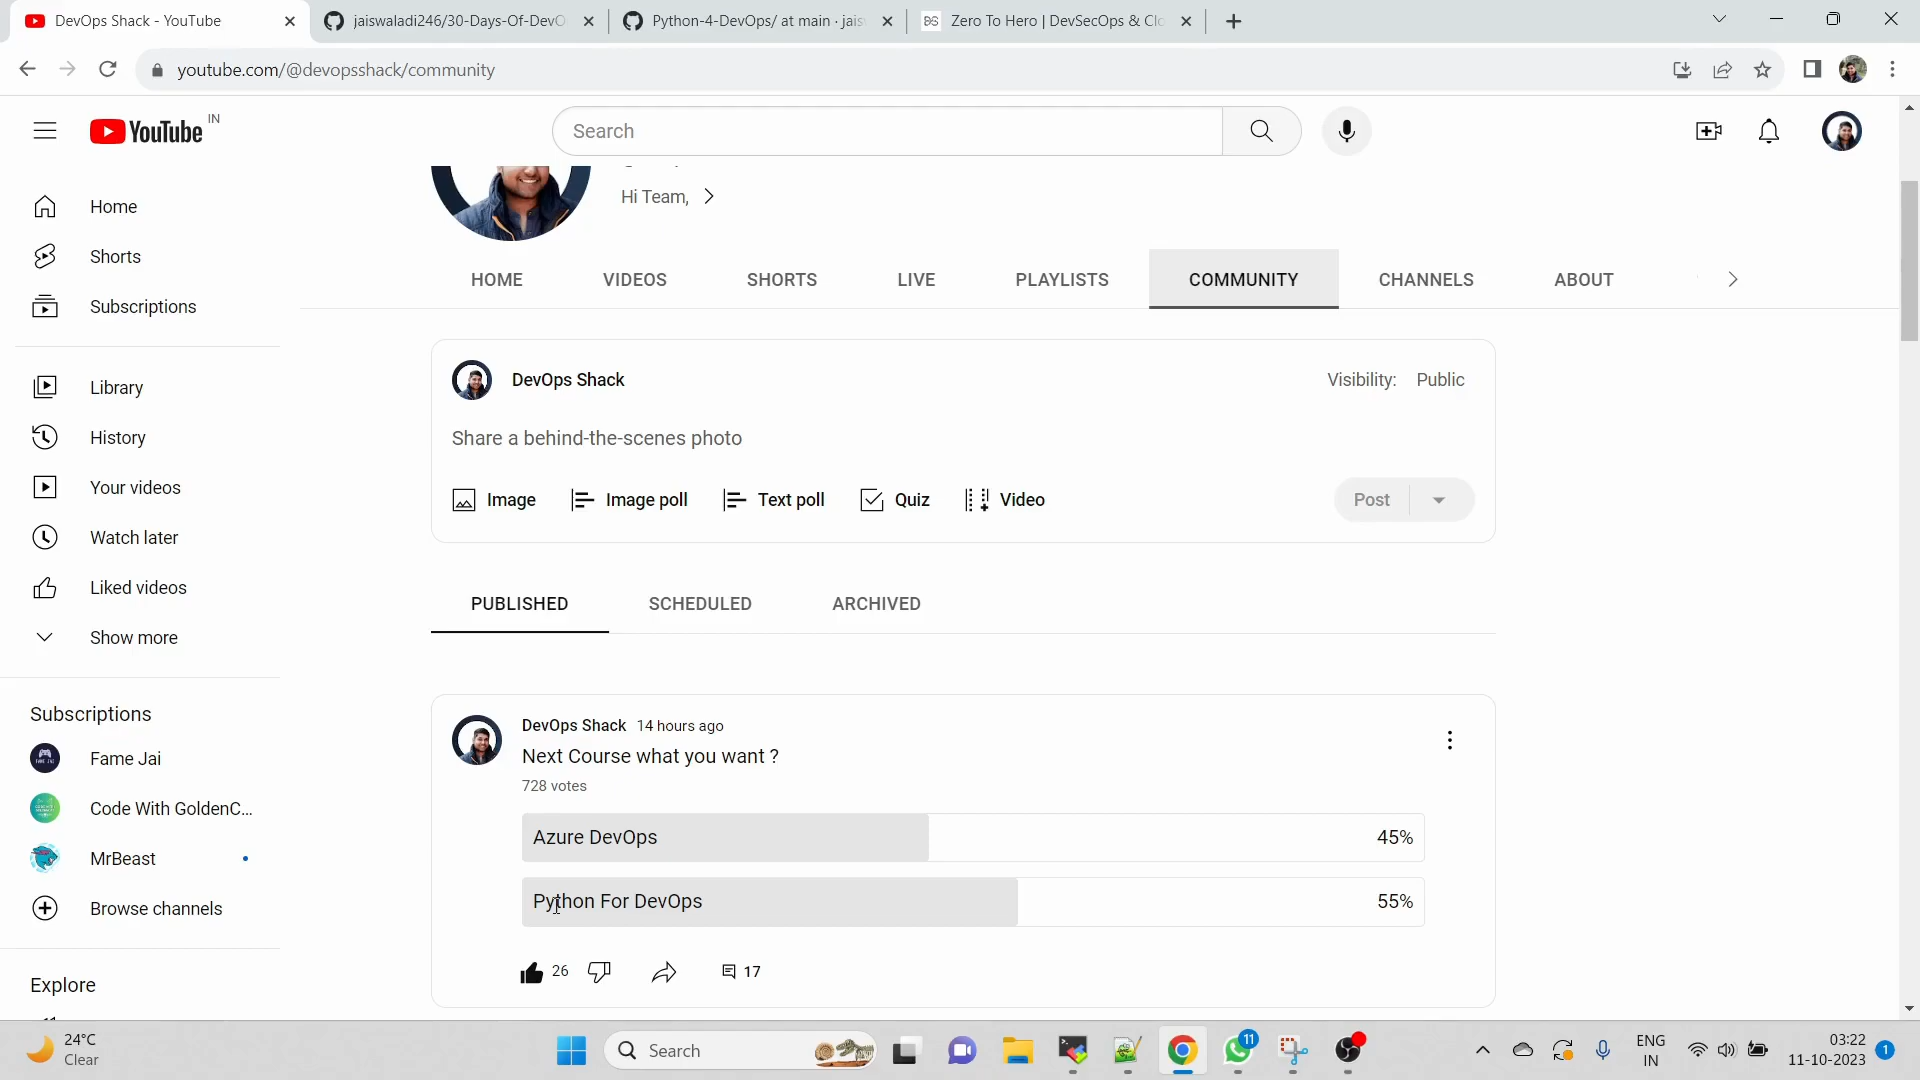 DevOps Shack - YouTube
jaiswaladi246/30-Days-Of-DevO
Python-4-DevOps/ at main · jais
Zero To Hero | DevSecOps & Clo
youtube.com/@devopsshack/community
YouTube IN
Search
Hi Team,
Home
Shorts
Subscriptions
Library
History
Your videos
Watch later
Liked videos
Show more
Subscriptions
Fame Jai
Code With GoldenC...
MrBeast
Browse channels
Explore
HOME
VIDEOS
SHORTS
LIVE
PLAYLISTS
COMMUNITY
CHANNELS
ABOUT
DevOps Shack
Visibility: Public
Share a behind-the-scenes photo
Image
Image poll
Text poll
Quiz
Video
Post
PUBLISHED
SCHEDULED
ARCHIVED
DevOps Shack 14 hours ago
Next Course what you want ?
728 votes
Azure DevOps 45%
Python For DevOps 55%
26
17
24°C
Clear
Search
11
ENG
IN
03:22
11-10-2023
1